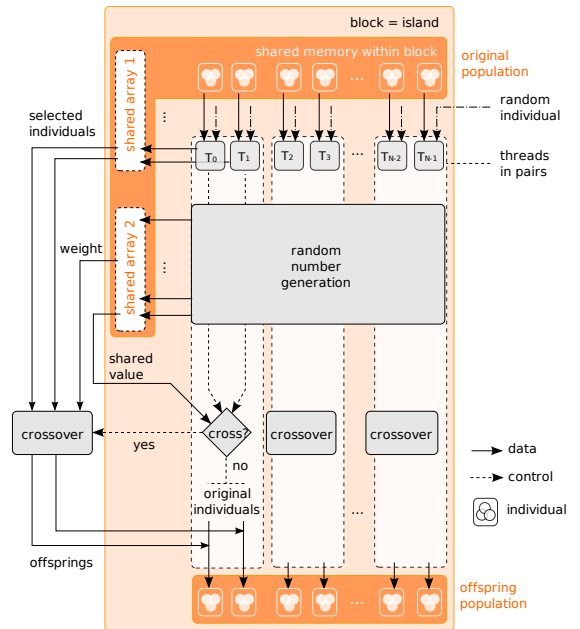 block = island
shared memory within block
original
population
shared array 1
selected
individuals
random
individual
...
...
T0
T1
T2
T3
...
TN-2
TN-1
threads
in pairs
shared array 2
weight
...
random
number
generation
shared
value
crossover
yes
cross?
no
crossover
crossover
data
control
individual
original
individuals
...
offsprings
...
offspring
population